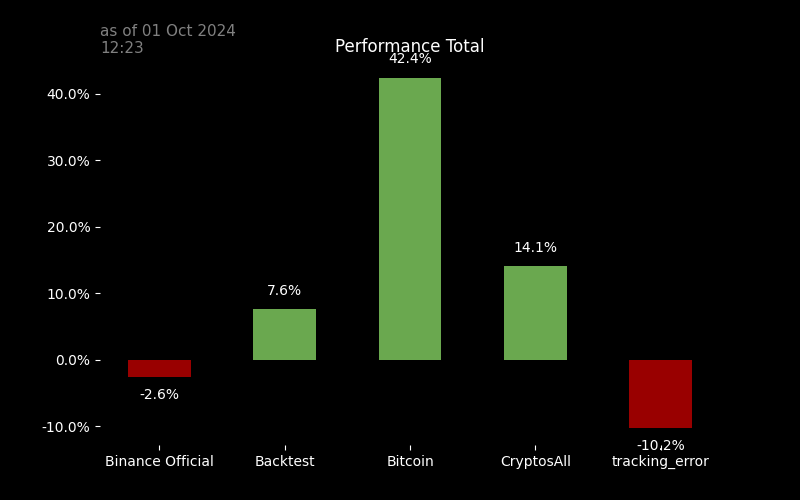 as of 01 Oct 2024
12:23
Performance Total
42.4%
40.0%
30.0%
20.0%
14.1%
10.0%
7.6%
0.0%
-2.6%
-10.0%
-10.2%
Binance Official
Backtest
Bitcoin
CryptosAll
tracking_error